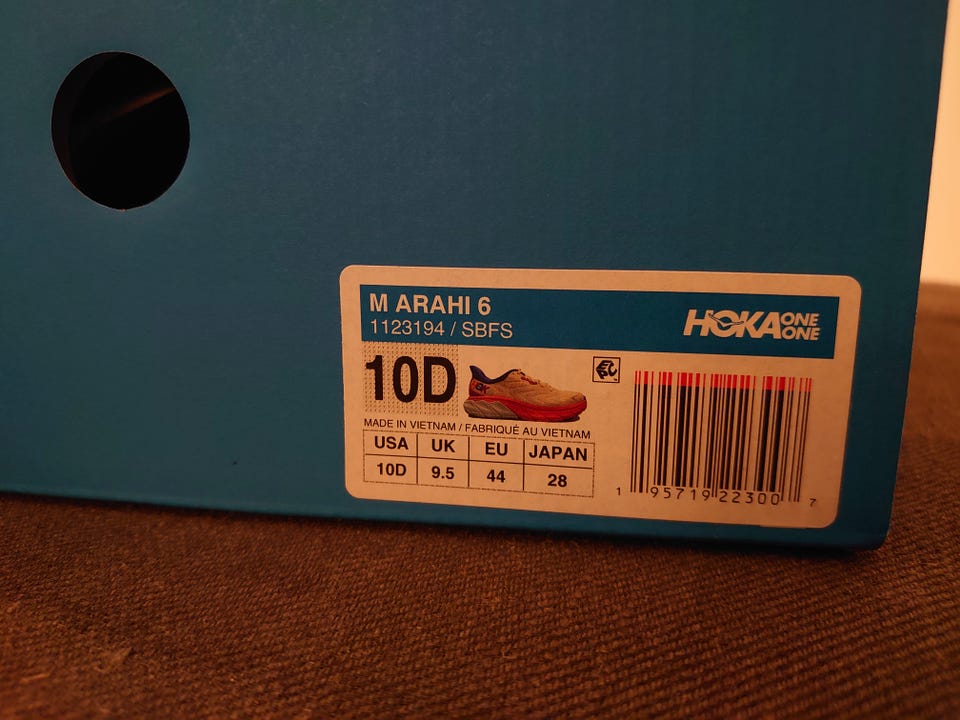 M ARAHI 6
1123194 / SBFS
HOKA ONE ONE
10D
MADE IN VIETNAM / FABRIQUÉ AU VIETNAM
USA UK EU JAPAN
10D 9.5 44 28
1 95719 22300 7